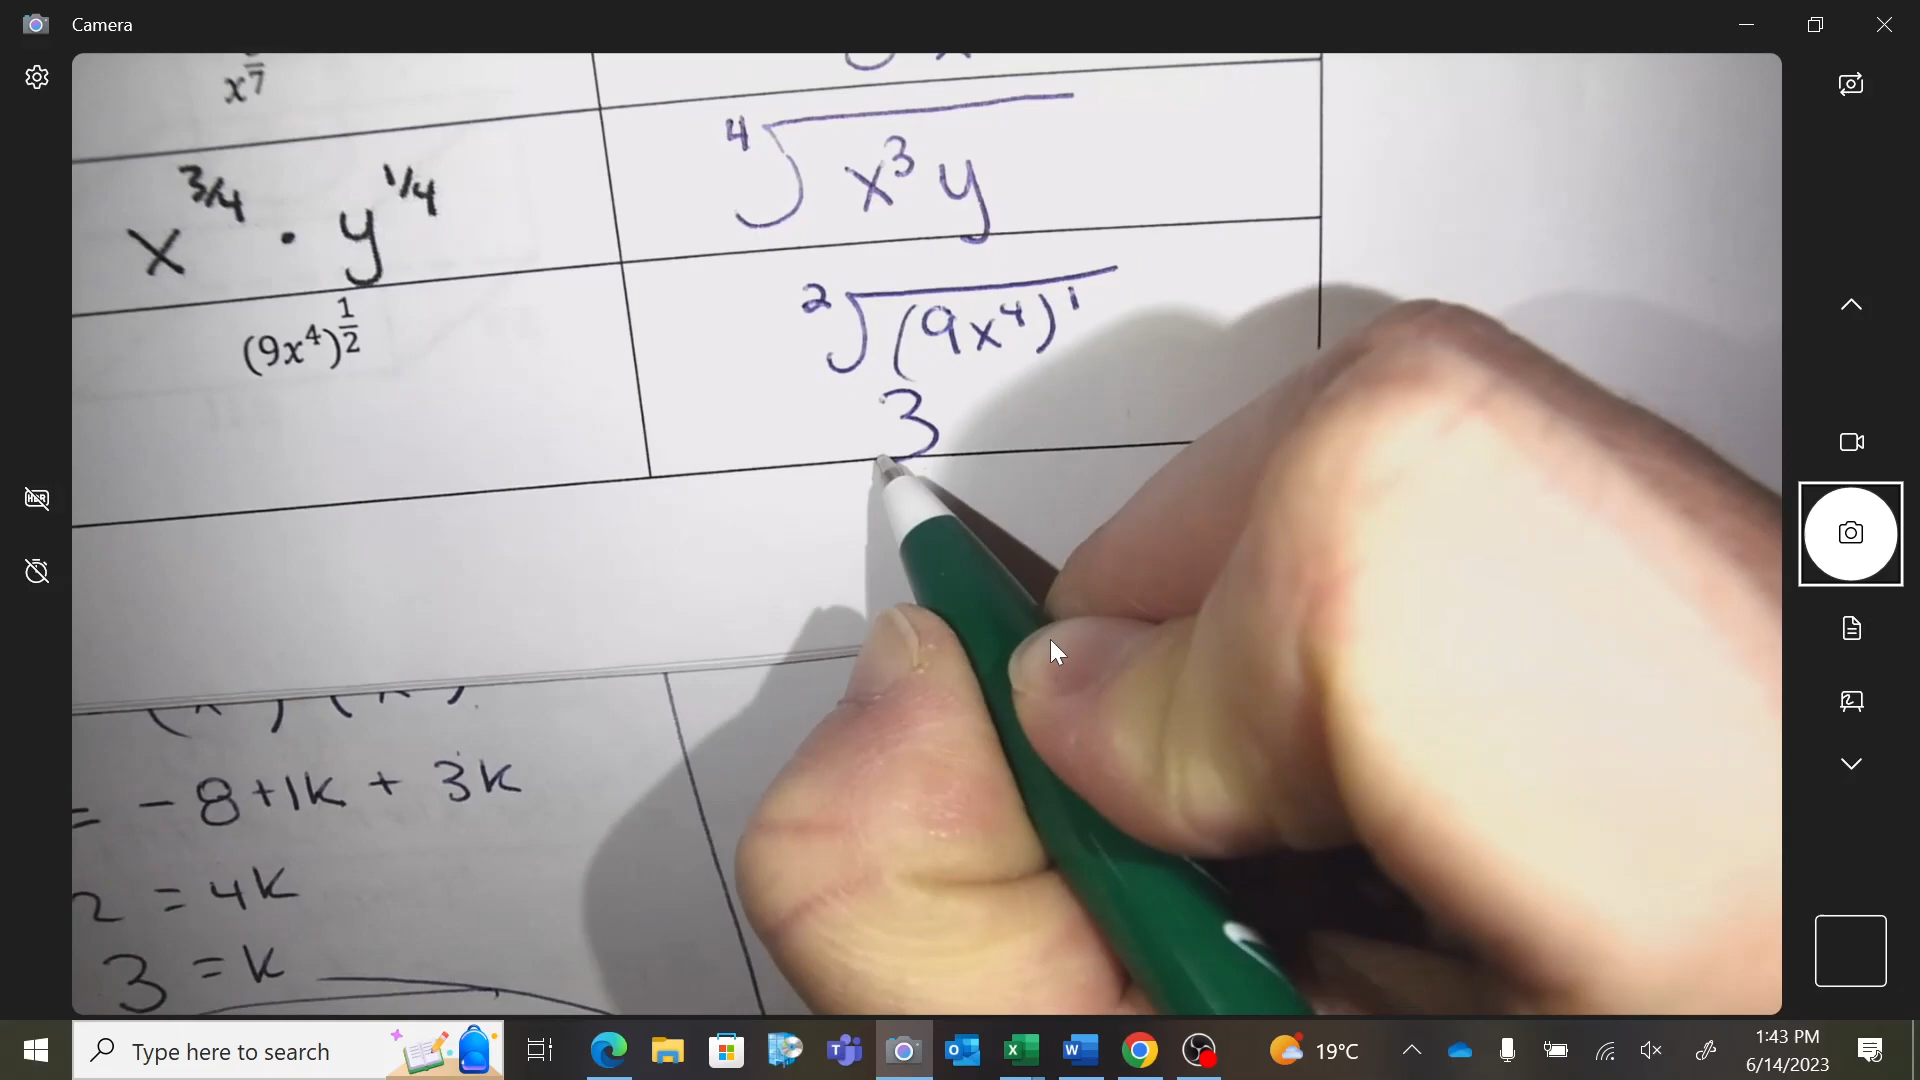 Camera
x^7
x^3/4 · y^1/4
⁴√x³y
(9x⁴)^1/2
²√(9x⁴)¹
3
= - 8 + 1k + 3k
2 = 4k
3 = k
Type here to search
19°C
1:43 PM
6/14/2023